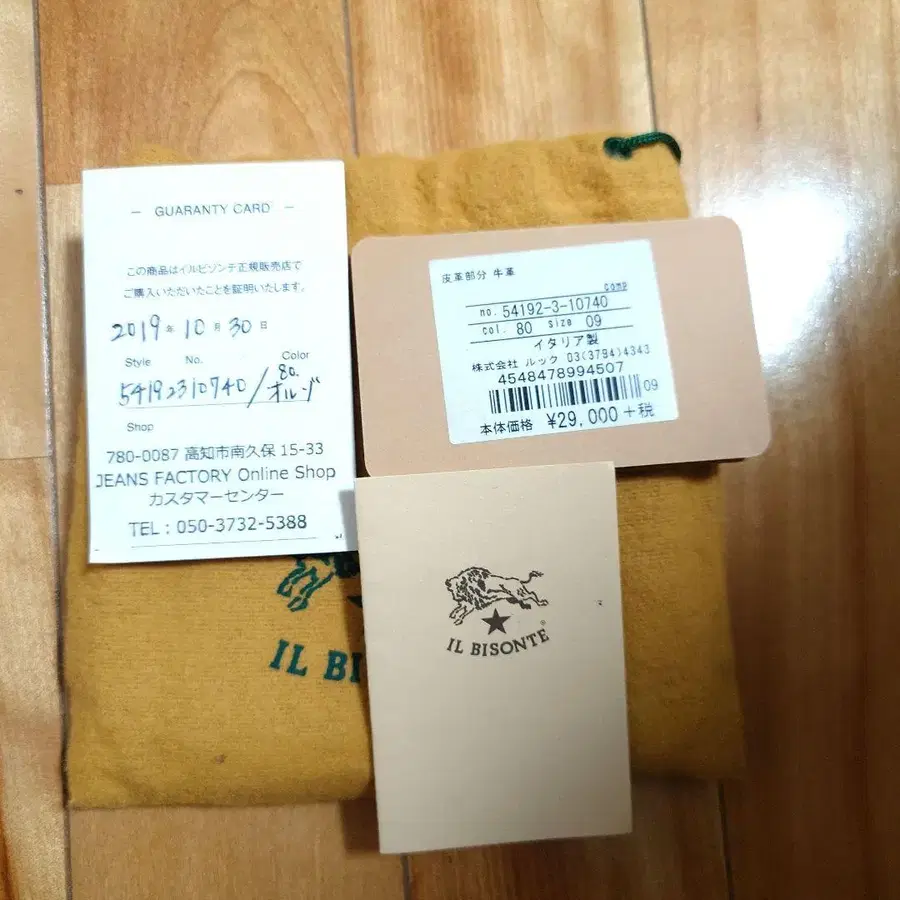 - GUARANTY CARD -
この商品はイルビゾンテ正規販売店で
ご購入いただいたことを証明いたします。
2019年 10月 30日
Style No. Color
54192310740/80.オルゾ
Shop
780-0087 高知市南久保 15-33
JEANS FACTORY Online Shop
カスタマーセンター
TEL : 050-3732-5388
皮革部分 牛革
comp
no. 54192-3-10740
col. 80 size 09
イタリア製
株式会社 ルック 03(3794)4343
4548478994507
09
本体価格 ¥29,000+税
IL BISONTE
IL BI